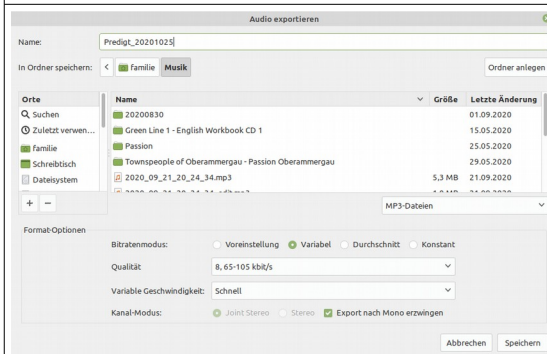 Audio exportieren
Name: Predigt_20201025
In Ordner speichern: < familie Musik Ordner anlegen
Orte Name Größe Letzte Änderung
Suchen 20200830 01.09.2020
Zuletzt verwen... Green Line 1 - English Workbook CD 1 15.05.2020
familie Passion 25.05.2020
Schreibtisch Townspeople of Oberammergau - Passion Oberammergau 29.05.2020
Dateisystem 2020_09_21_20_24_34.mp3 5,3 MB 21.09.2020
+ − MP3-Dateien
Format-Optionen
Bitratenmodus: Voreinstellung Variabel Durchschnitt Konstant
Qualität 8, 65-105 kbit/s
Variable Geschwindigkeit: Schnell
Kanal-Modus: Joint Stereo Stereo Export nach Mono erzwingen
Abbrechen Speichern